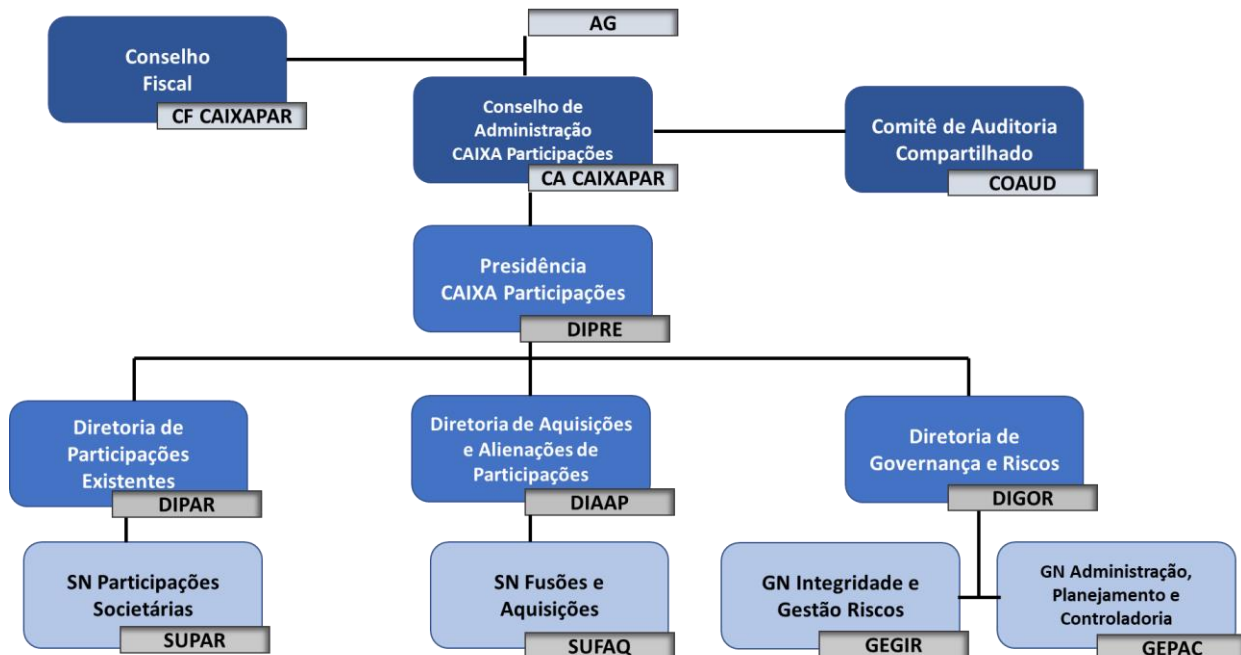 AG
Conselho
Fiscal
CF CAIXAPAR
Conselho de
Administração
CAIXA Participações
CA CAIXAPAR
Comitê de Auditoria
Compartilhado
COAUD
Presidência
CAIXA Participações
DIPRE
Diretoria de
Participações
Existentes
DIPAR
Diretoria de Aquisições
e Alienações de
Participações
DIAAP
Diretoria de
Governança e Riscos
DIGOR
SN Participações
Societárias
SUPAR
SN Fusões e
Aquisições
SUFAQ
GN Integridade e
Gestão Riscos
GEGIR
GN Administração,
Planejamento e
Controladoria
GEPAC